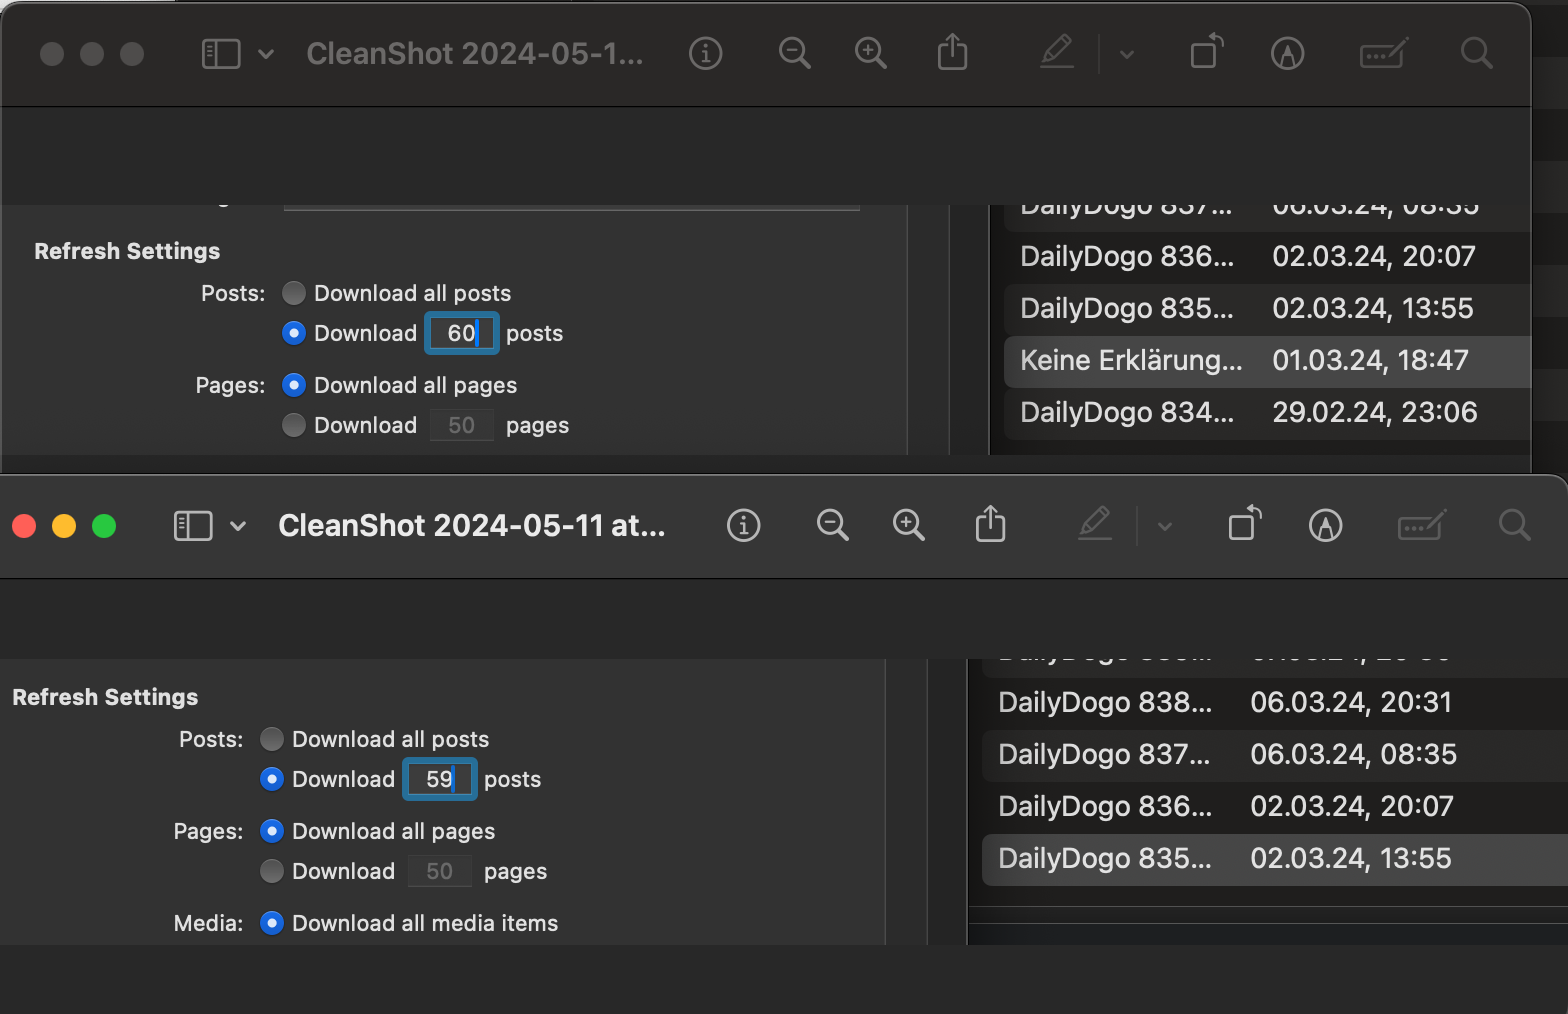 CleanShot 2024-05-1...
Refresh Settings
Posts: Download all posts
Download 60 posts
Pages: Download all pages
Download 50 pages
DailyDogo 837... 06.03.24, 08:35
DailyDogo 836... 02.03.24, 20:07
DailyDogo 835... 02.03.24, 13:55
Keine Erklärung... 01.03.24, 18:47
DailyDogo 834... 29.02.24, 23:06
CleanShot 2024-05-11 at...
Refresh Settings
Posts: Download all posts
Download 59 posts
Pages: Download all pages
Download 50 pages
Media: Download all media items
DailyDogo 838... 06.03.24, 20:31
DailyDogo 837... 06.03.24, 08:35
DailyDogo 836... 02.03.24, 20:07
DailyDogo 835... 02.03.24, 13:55